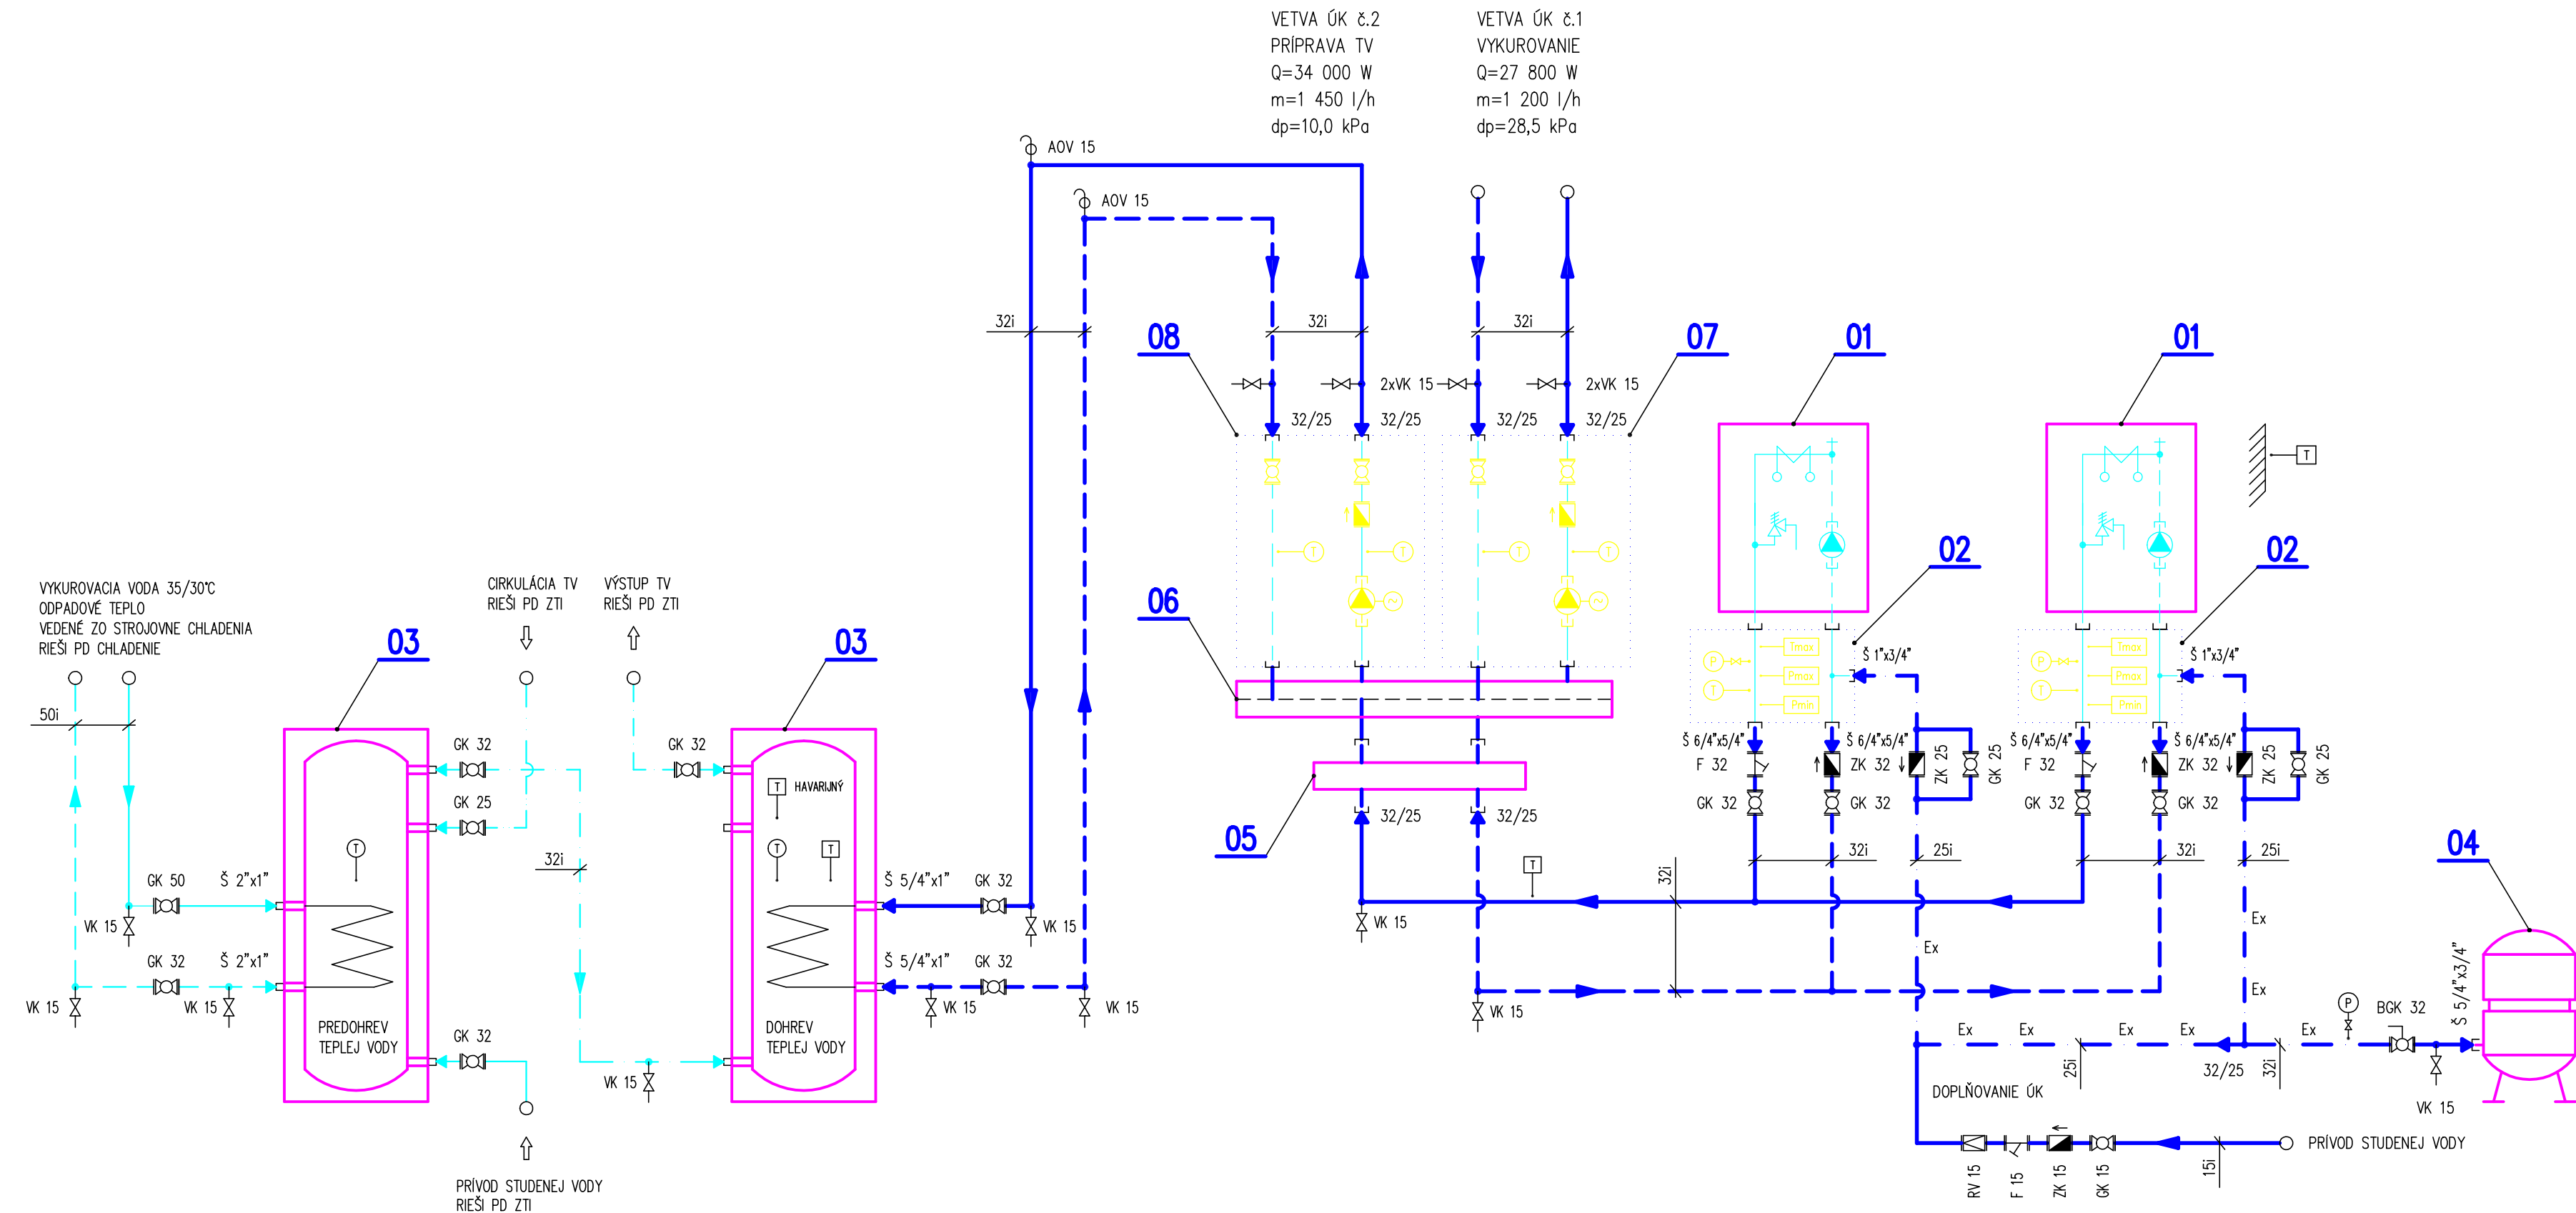 VETVA ÚK č.2
PRÍPRAVA TV
Q=34 000 W
m=1 450 l/h
dp=10,0 kPa
VETVA ÚK č.1
VYKUROVANIE
Q=27 800 W
m=1 200 l/h
dp=28,5 kPa
AOV 15
AOV 15
32i
32i
32i
08
07
01
01
2xVK 15
2xVK 15
32/25
32/25
32/25
32/25
T
T
T
T
T
02
02
06
VYKUROVACIA VODA 35/30°C
ODPADOVÉ TEPLO
VEDENÉ ZO STROJOVNE CHLADENIA
RIEŠI PD CHLADENIE
CIRKULÁCIA TV
RIEŠI PD ZTI
VÝSTUP TV
RIEŠI PD ZTI
03
03
50i
Tmax
Pmax
Pmin
P
T
Š 1"x3/4"
Tmax
Pmax
Pmin
P
T
Š 1"x3/4"
GK 32
GK 25
GK 32
T HAVARIJNÝ
T
T
T
32i
GK 50
Š 2"x1"
VK 15
GK 32
Š 2"x1"
VK 15
VK 15
PREDOHREV
TEPLEJ VODY
GK 32
VK 15
DOHREV
TEPLEJ VODY
Š 5/4"x1"
GK 32
VK 15
Š 5/4"x1"
GK 32
VK 15
VK 15
PRÍVOD STUDENEJ VODY
RIEŠI PD ZTI
05
32/25
32/25
T
VK 15
VK 15
32i
Š 6/4"x5/4"
Š 6/4"x5/4"
F 32
ZK 32
GK 32
GK 32
ZK 25
GK 25
32i
25i
Š 6/4"x5/4"
Š 6/4"x5/4"
F 32
ZK 32
GK 32
GK 32
ZK 25
GK 25
32i
25i
04
Ex
Ex
Ex
Ex
Ex
Ex
Ex
Ex
25i
32/25
32i
P
BGK 32
Š 5/4"x3/4"
VK 15
DOPLŇOVANIE ÚK
RV 15
F 15
ZK 15
GK 15
15i
PRÍVOD STUDENEJ VODY